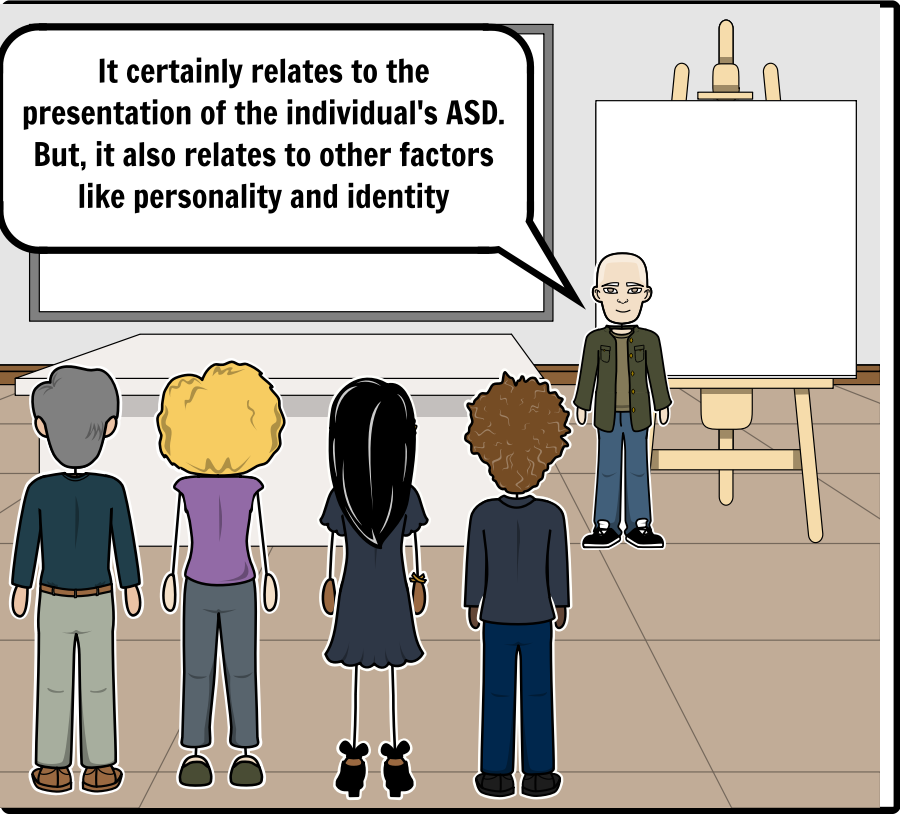 It certainly relates to the
presentation of the individual's ASD.
But, it also relates to other factors
like personality and identity